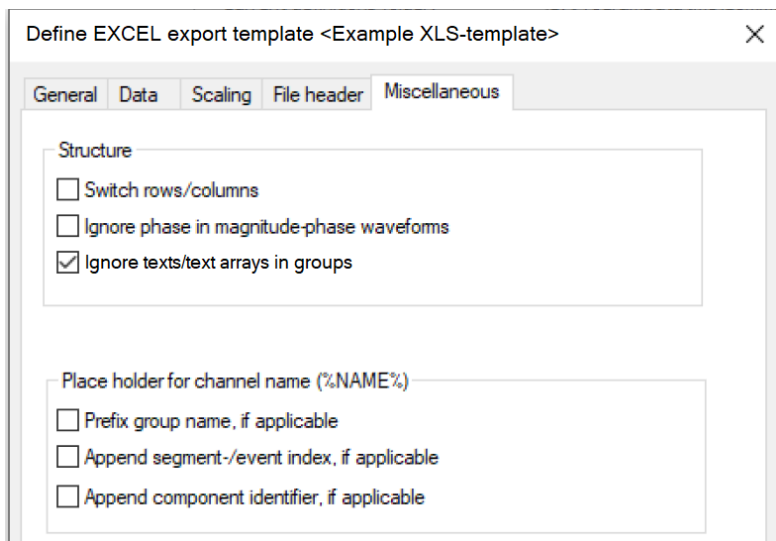 Define EXCEL export template <Example XLS-template>
General Data Scaling File header Miscellaneous
Structure
Switch rows/columns
Ignore phase in magnitude-phase waveforms
Ignore texts/text arrays in groups
Place holder for channel name (%NAME%)
Prefix group name, if applicable
Append segment-/event index, if applicable
Append component identifier, if applicable